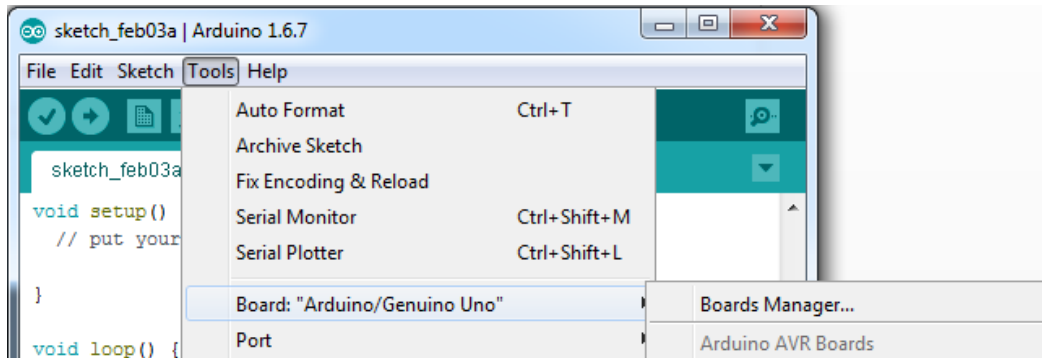 sketch_feb03a | Arduino 1.6.7
File Edit Sketch Tools Help
Auto Format Ctrl+T
Archive Sketch
sketch_feb03a
Fix Encoding & Reload
void setup()
Serial Monitor Ctrl+Shift+M
// put your
Serial Plotter Ctrl+Shift+L
}
Board: "Arduino/Genuino Uno"
Boards Manager...
void loop() {
Port
Arduino AVR Boards